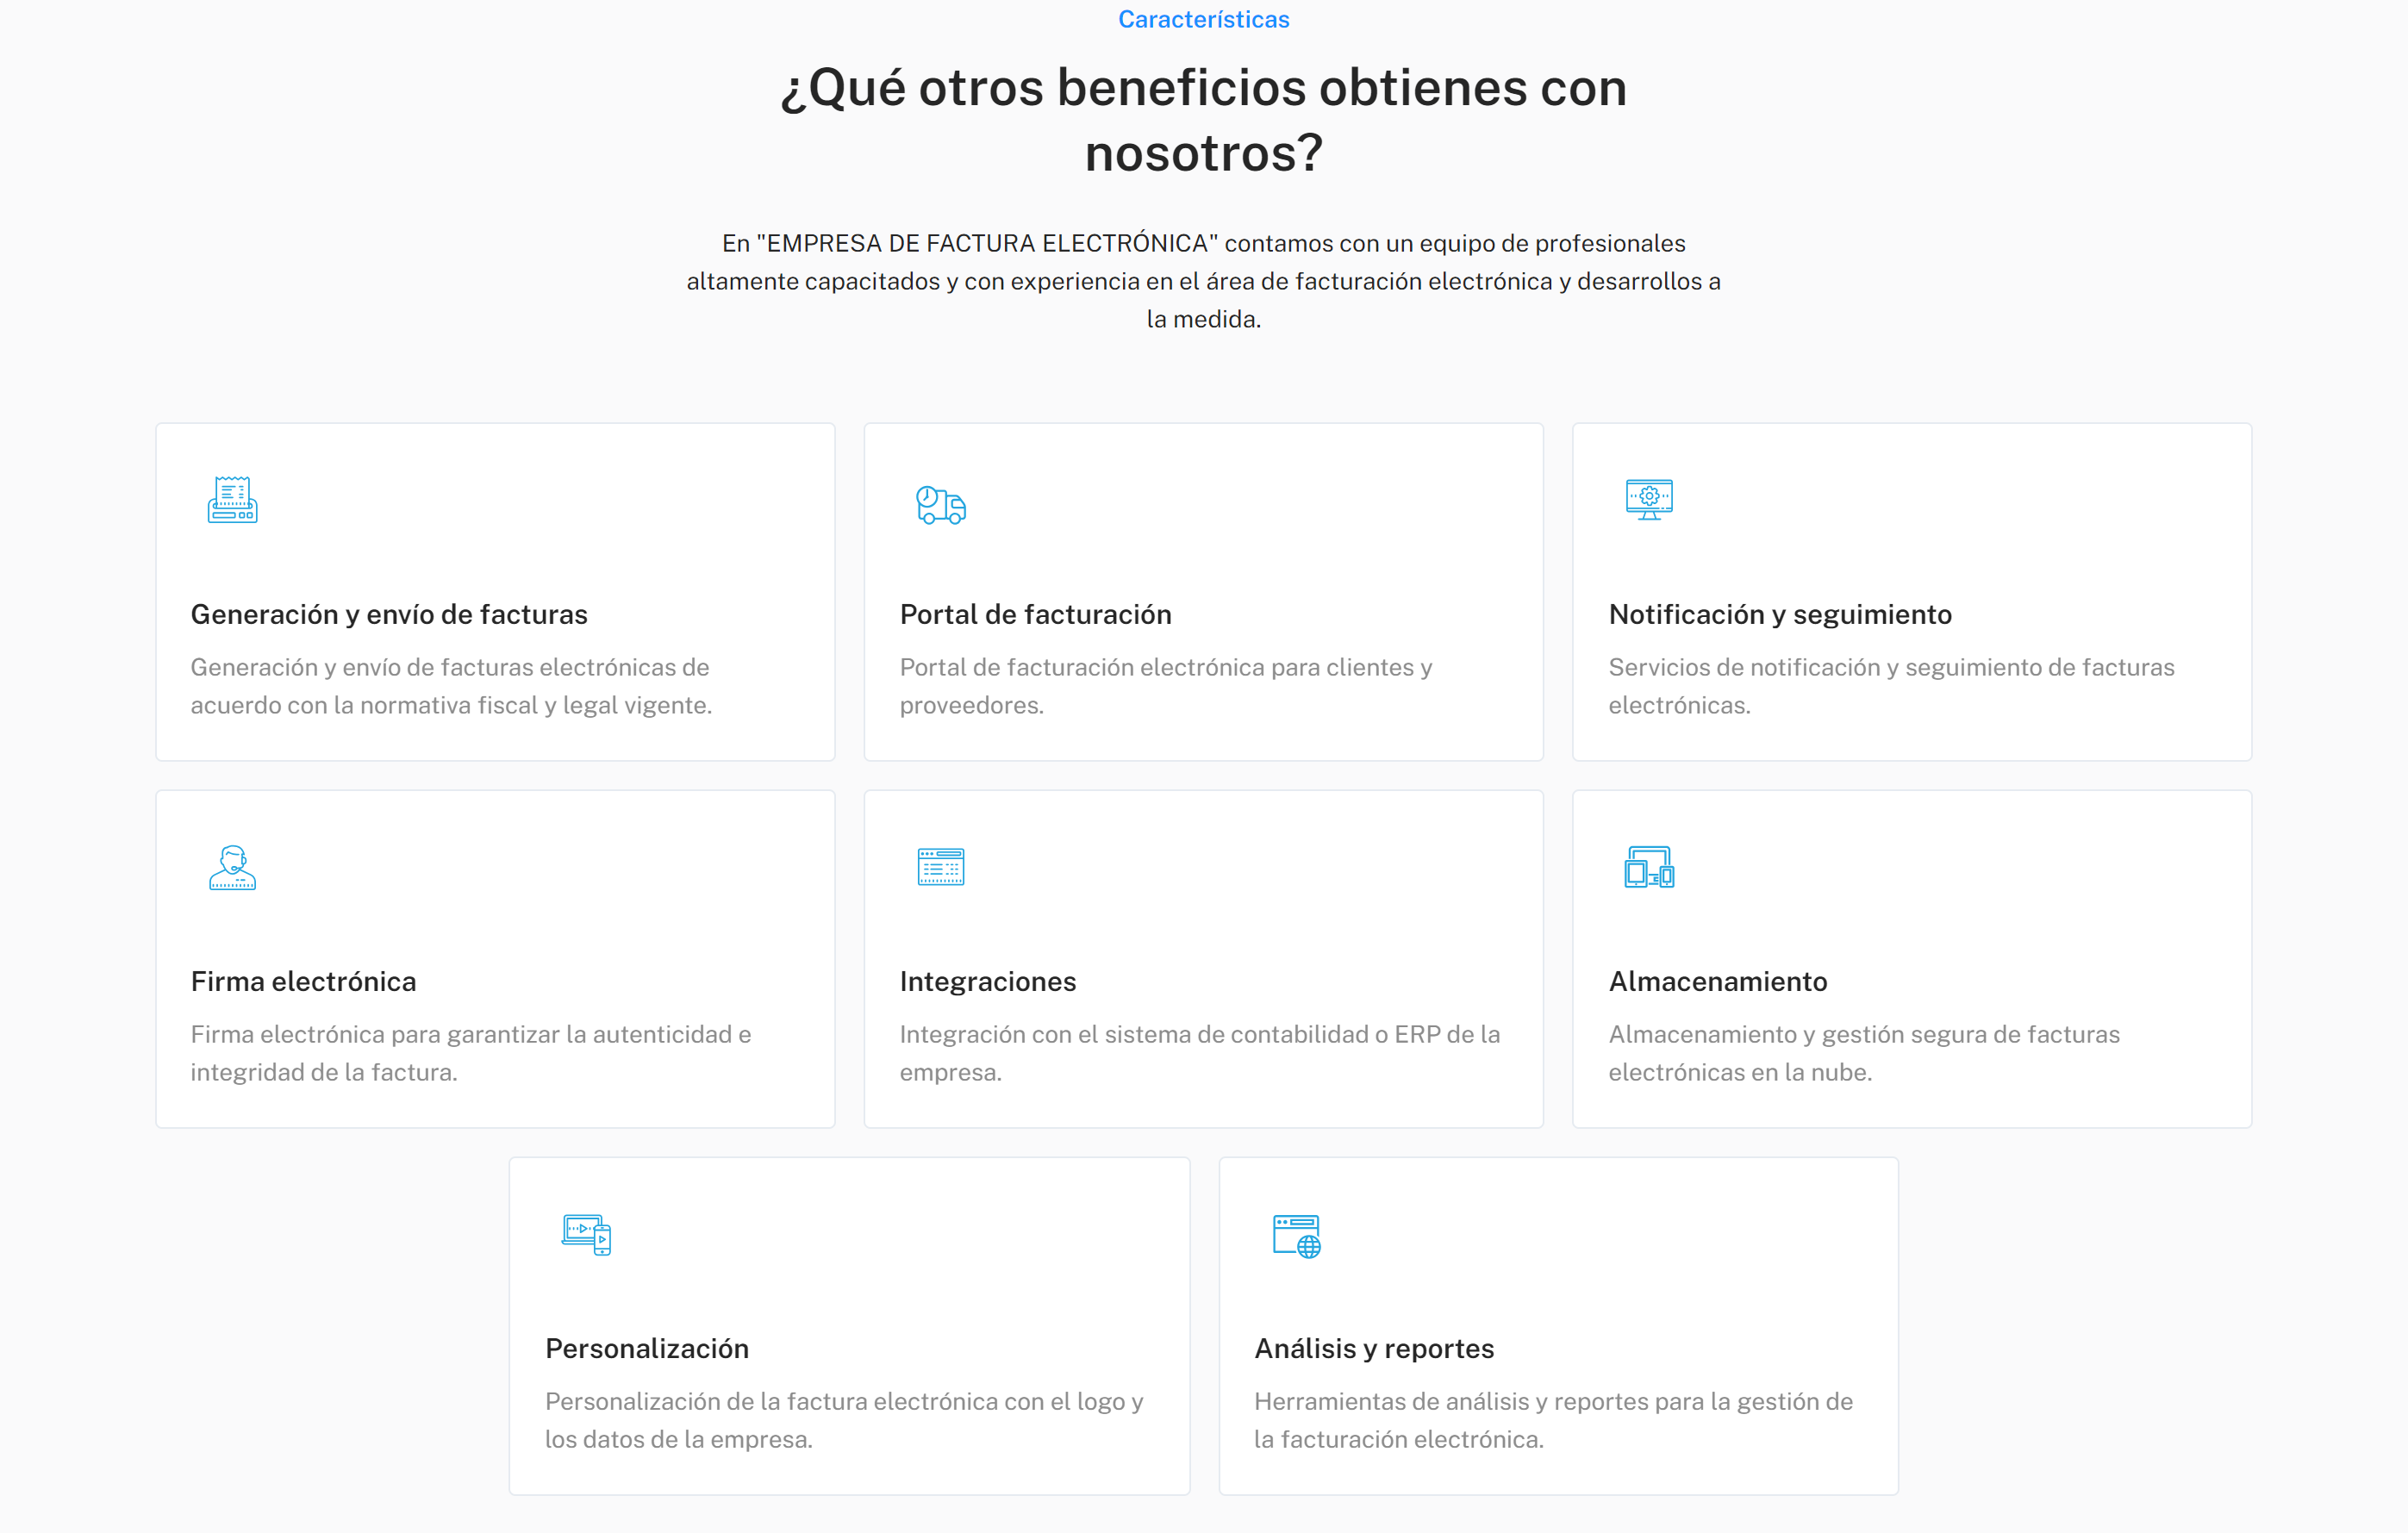 Características
¿Qué otros beneficios obtienes con
nosotros?
En "EMPRESA DE FACTURA ELECTRÓNICA" contamos con un equipo de profesionales
altamente capacitados y con experiencia en el área de facturación electrónica y desarrollos a
la medida.
Generación y envío de facturas
Generación y envío de facturas electrónicas de
acuerdo con la normativa fiscal y legal vigente.
Portal de facturación
Portal de facturación electrónica para clientes y
proveedores.
Notificación y seguimiento
Servicios de notificación y seguimiento de facturas
electrónicas.
Firma electrónica
Firma electrónica para garantizar la autenticidad e
integridad de la factura.
Integraciones
Integración con el sistema de contabilidad o ERP de la
empresa.
Almacenamiento
Almacenamiento y gestión segura de facturas
electrónicas en la nube.
Personalización
Personalización de la factura electrónica con el logo y
los datos de la empresa.
Análisis y reportes
Herramientas de análisis y reportes para la gestión de
la facturación electrónica.